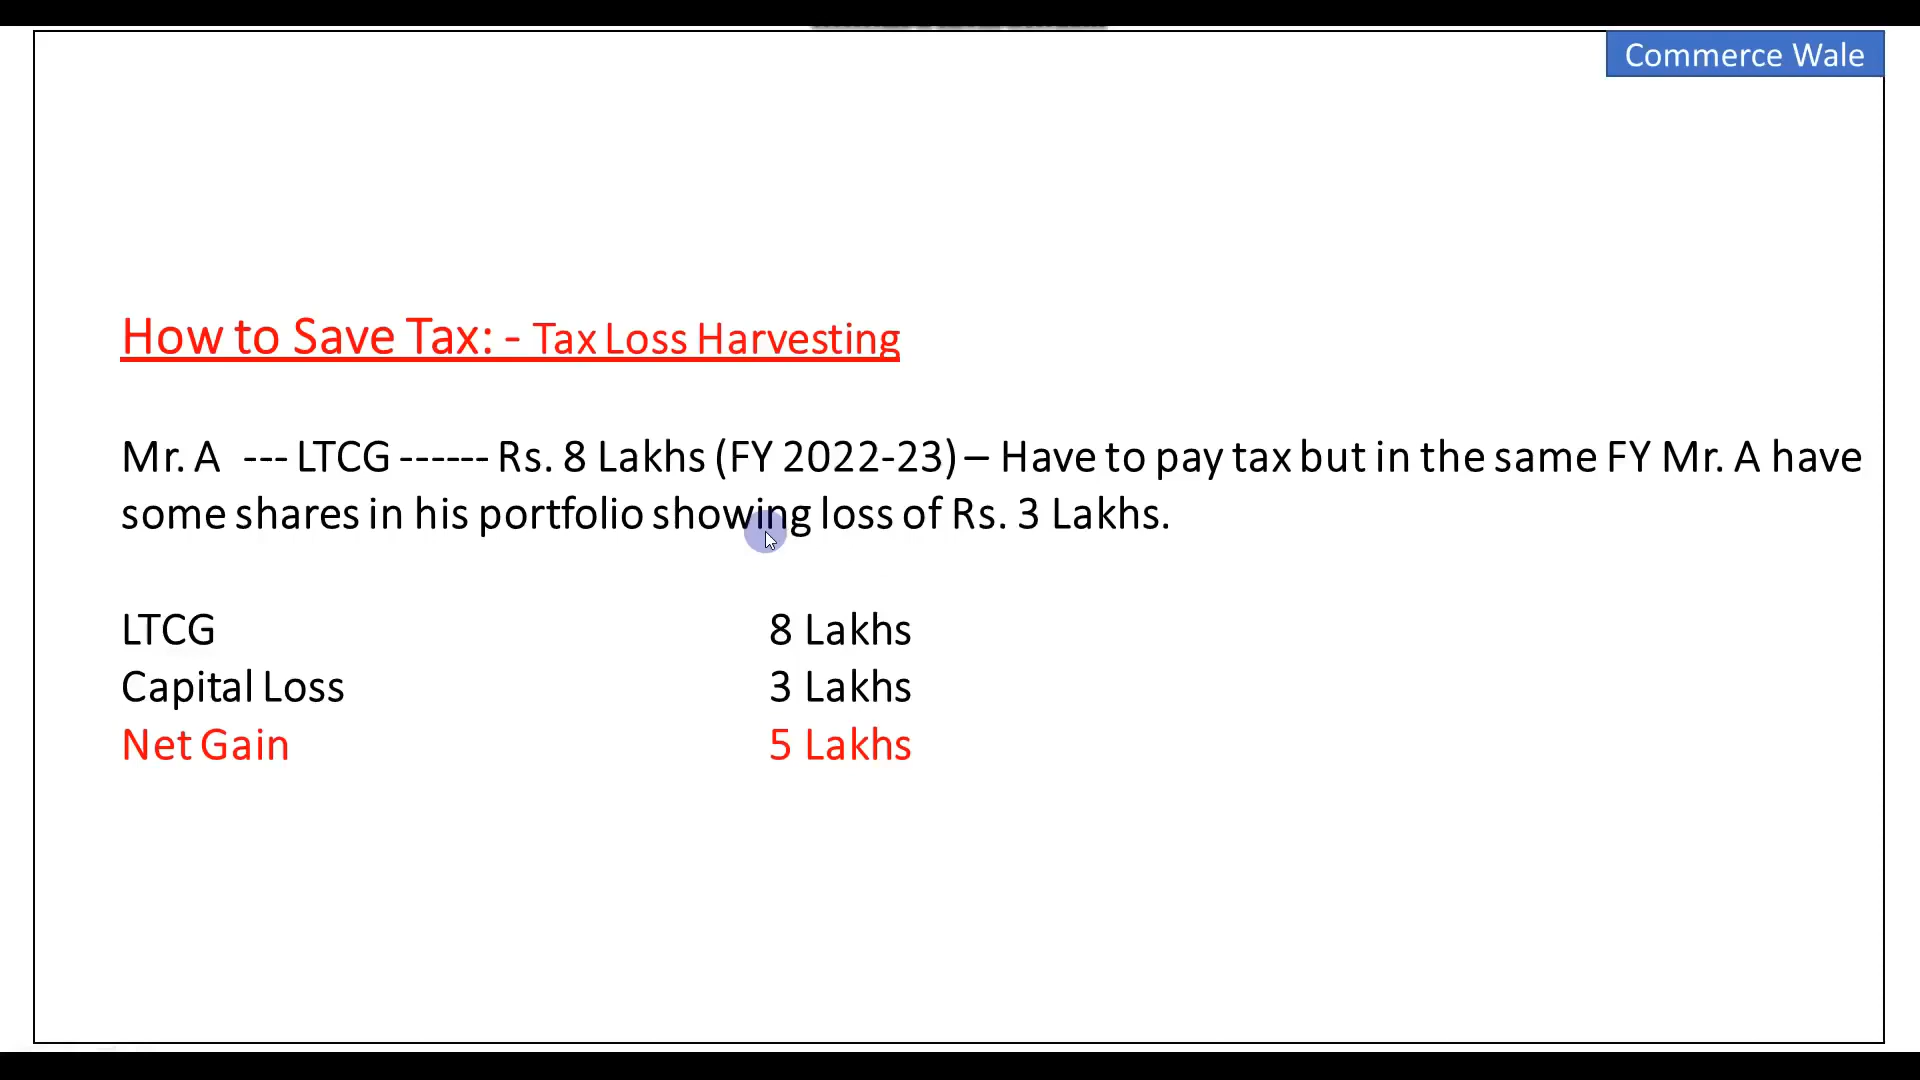 Commerce Wale
How to Save Tax: - Tax Loss Harvesting
Mr. A --- LTCG ------ Rs. 8 Lakhs (FY 2022-23) – Have to pay tax but in the same FY Mr. A have
some shares in his portfolio showing loss of Rs. 3 Lakhs.
LTCG 8 Lakhs
Capital Loss 3 Lakhs
Net Gain 5 Lakhs